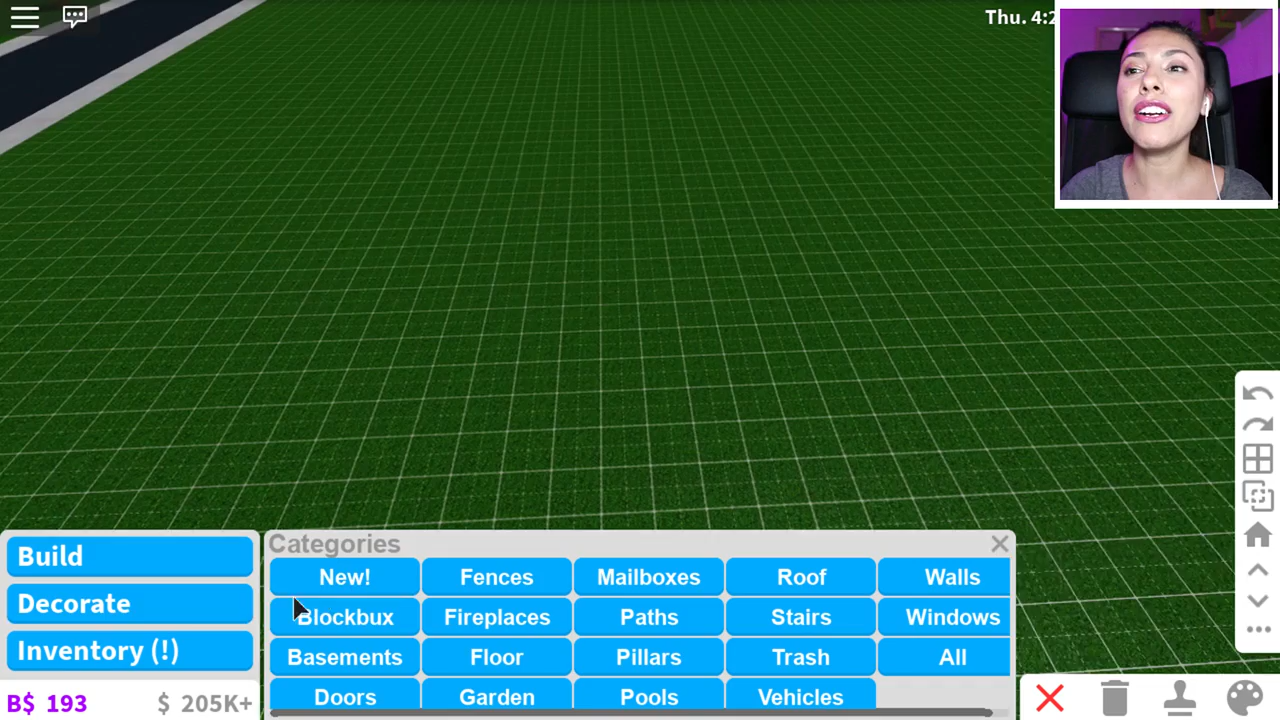 Thu. 4:2
Categories
New! Fences Mailboxes Roof Walls
Blockbux Fireplaces Paths Stairs Windows
Basements Floor Pillars Trash All
Doors Garden Pools Vehicles
Build
Decorate
Inventory (!)
B$ 193 $ 205K+